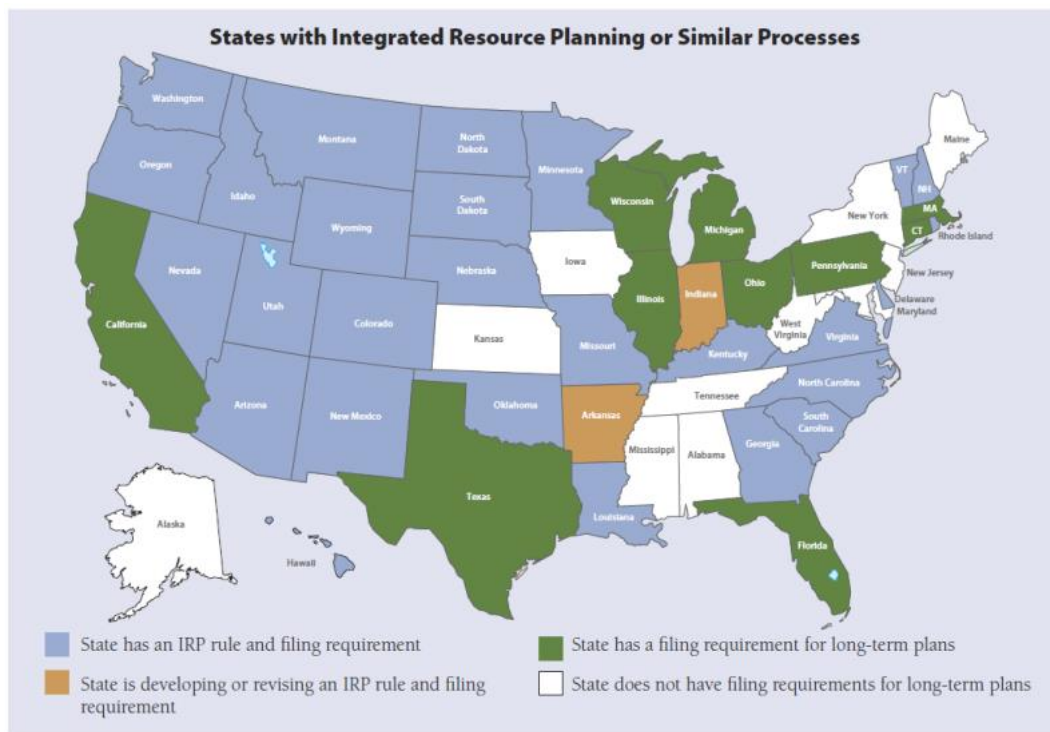 States with Integrated Resource Planning or Similar Processes
Washington
Montana
North
Dakota
Minnesota
Maine
Oregon
Idaho
South
Dakota
Wisconsin
VT
NH
Wyoming
Michigan
New York
MA
CT
Rhode Island
Nevada
Nebraska
Iowa
Pennsylvania
New Jersey
Utah
Illinois
Indiana
Ohio
Delaware
Maryland
California
Colorado
Kansas
Missouri
West
Virginia
Virginia
Kentucky
Arizona
New Mexico
Oklahoma
Arkansas
Tennessee
North Carolina
South
Carolina
Mississippi
Alabama
Georgia
Texas
Louisiana
Alaska
Hawaii
Florida
State has an IRP rule and filing requirement
State has a filing requirement for long-term plans
State is developing or revising an IRP rule and filing
requirement
State does not have filing requirements for long-term plans